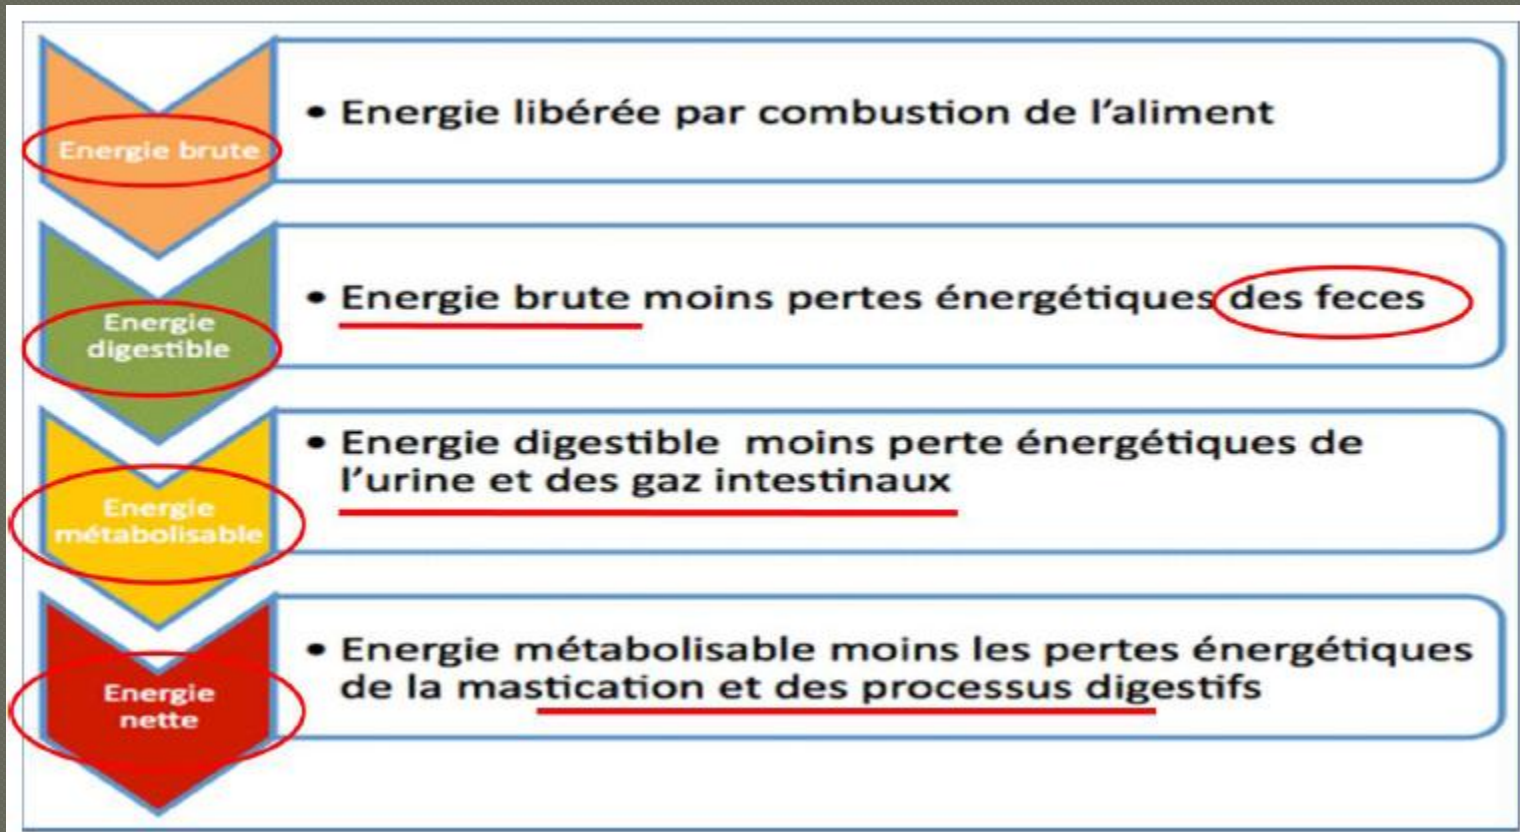 Energie brute
• Energie libérée par combustion de l'aliment
Energie
digestible
• Energie brute moins pertes énergétiques des feces
Energie
métabolisable
• Energie digestible moins perte énergétiques de
l'urine et des gaz intestinaux
Energie
nette
• Energie métabolisable moins les pertes énergétiques
de la mastication et des processus digestifs